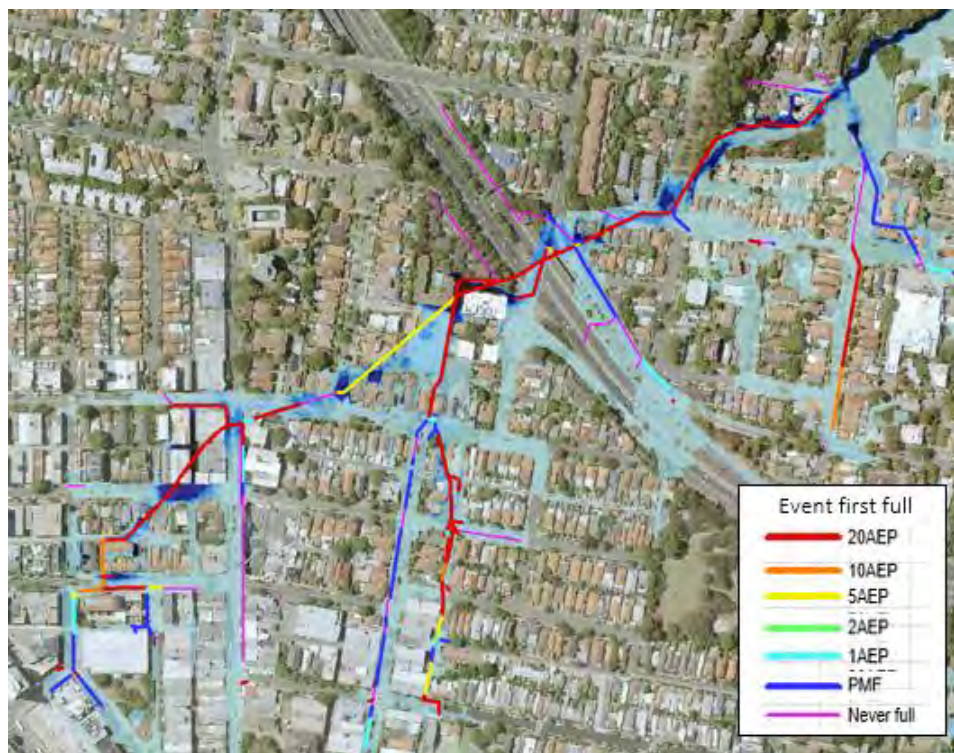 Event first full
20AEP
10AEP
5AEP
2AEP
1AEP
PMF
Never full